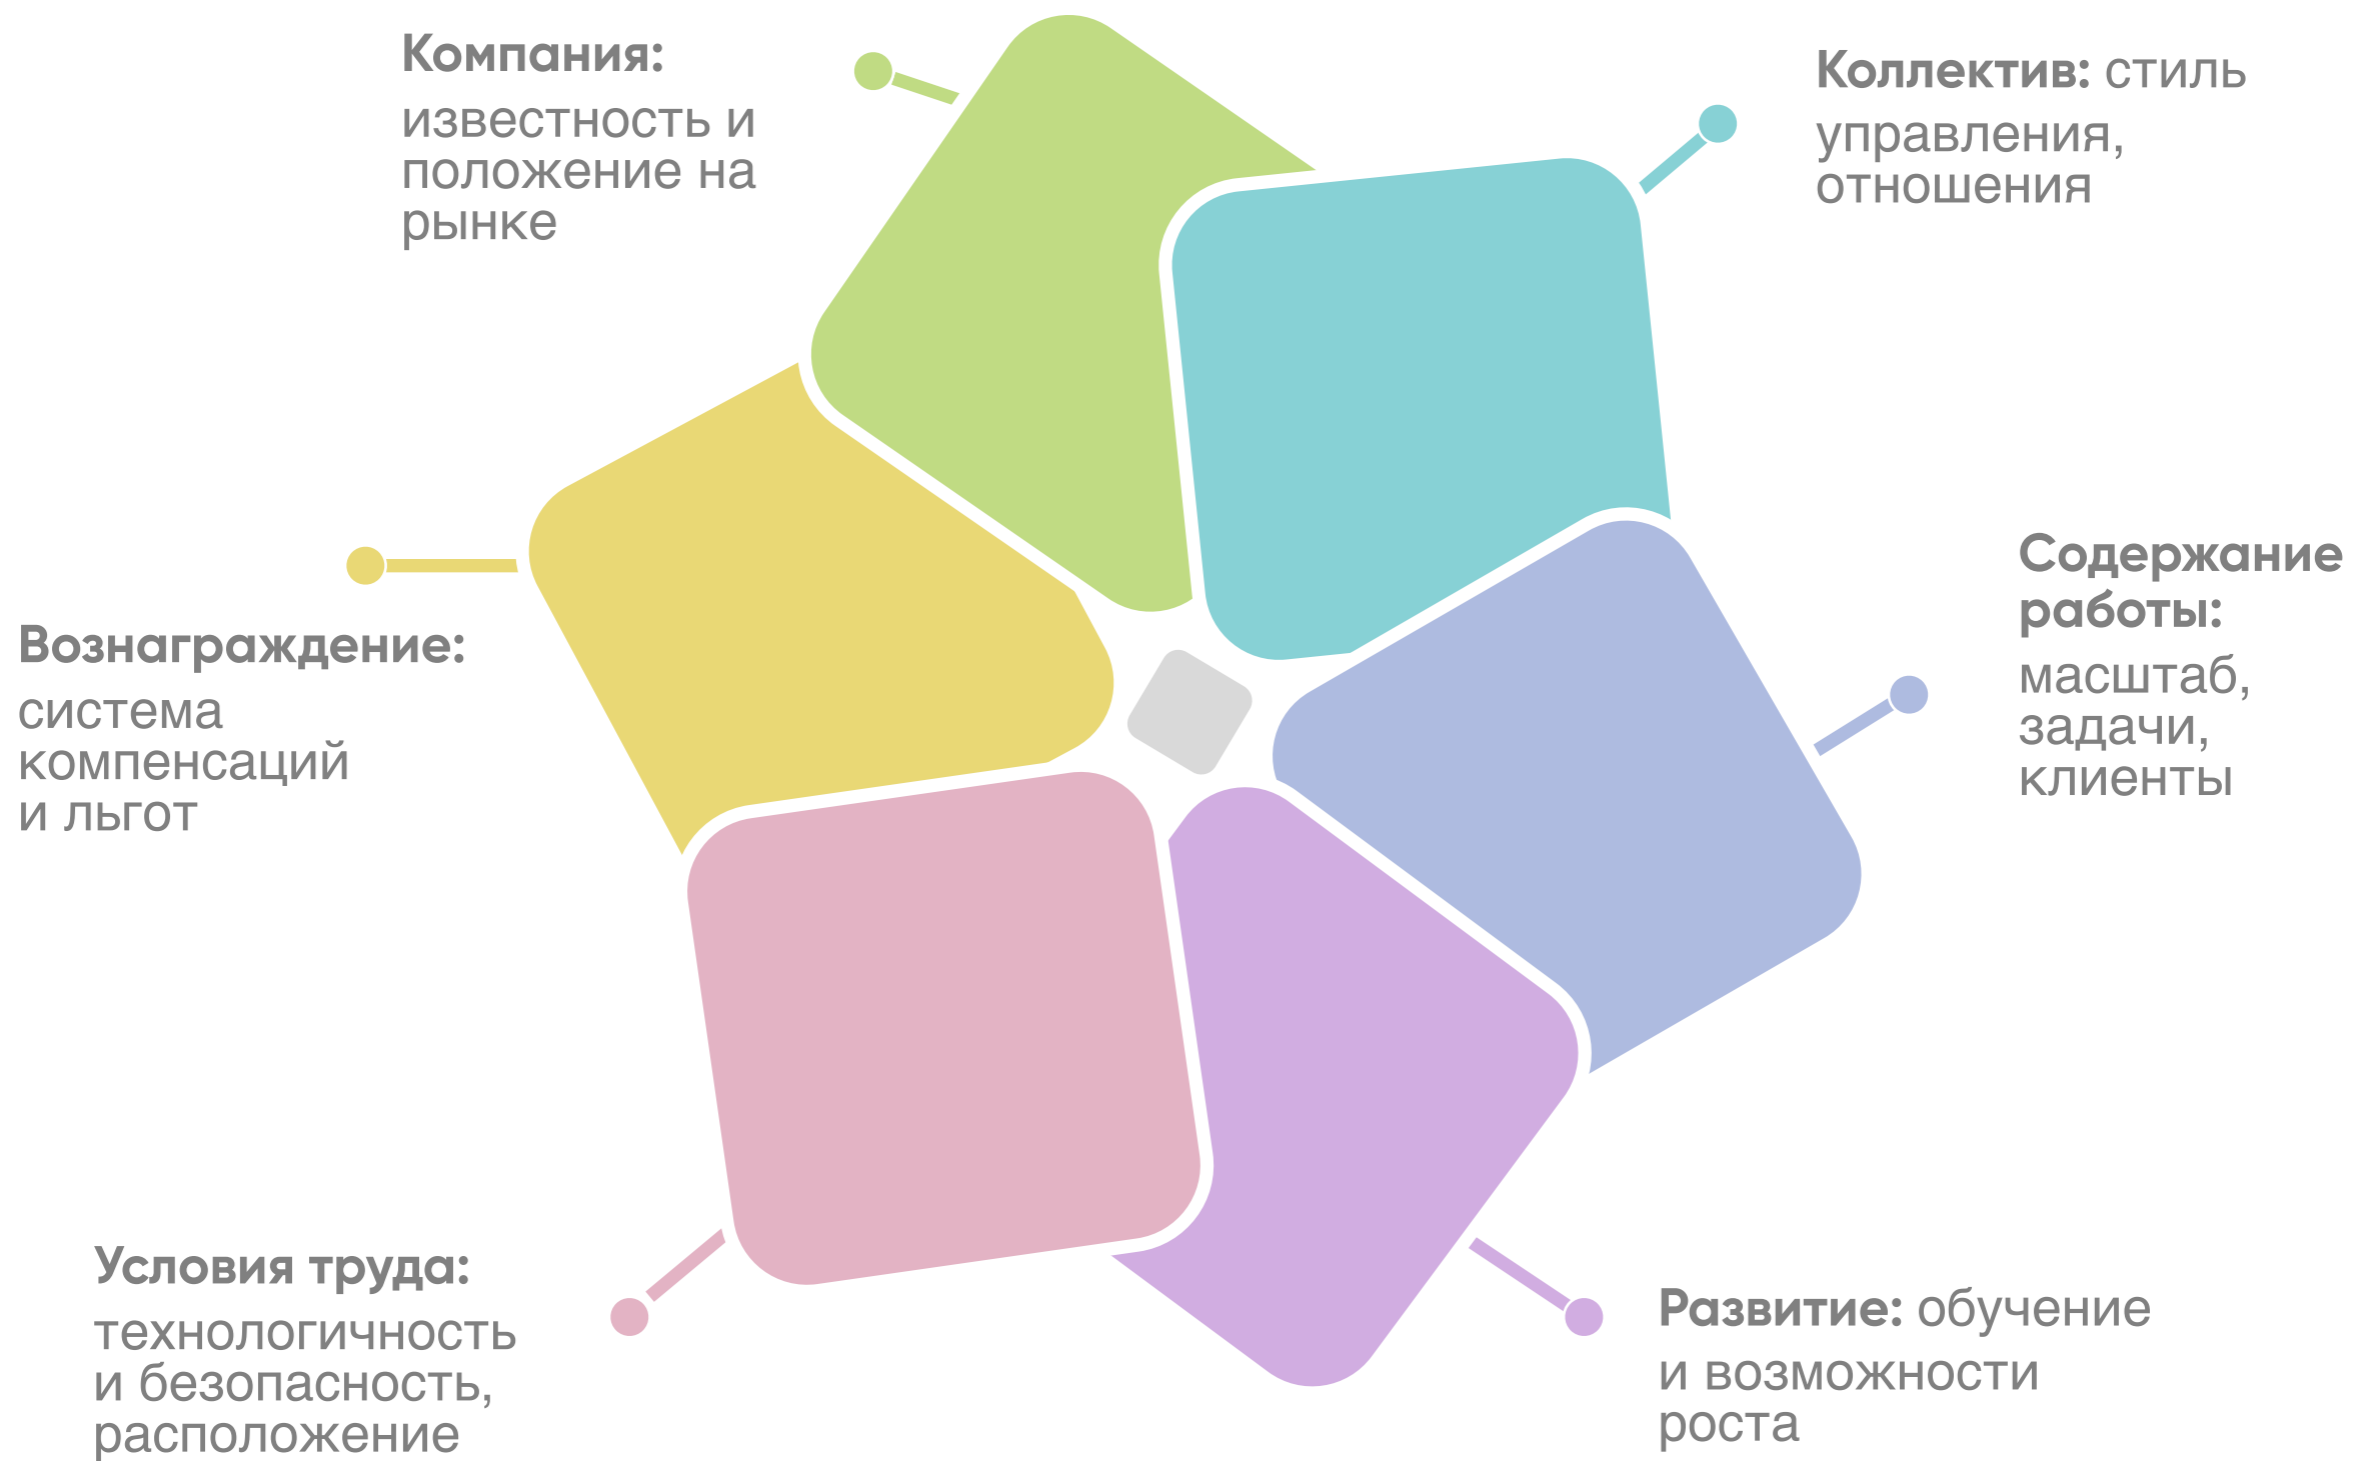 Компания:
известность и
положение на
рынке
Коллектив: стиль
управления,
отношения
Содержание
работы:
масштаб,
задачи,
клиенты
Вознаграждение:
система
компенсаций
и льгот
Условия труда:
технологичность
и безопасность,
расположение
Развитие: обучение
и возможности
роста